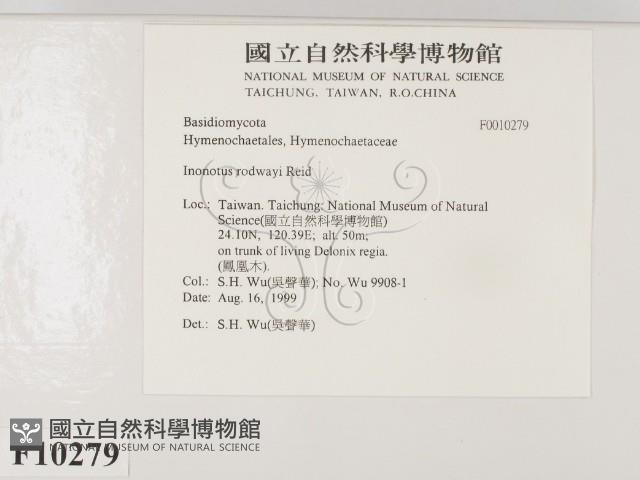 國立自然科學博物館
NATIONAL MUSEUM OF NATURAL SCIENCE
TAICHUNG, TAIWAN, R.O.CHINA
Basidiomycota F0010279
Hymenochaetales, Hymenochaetaceae
Inonotus rodwayi Reid
Loc.: Taiwan. Taichung: National Museum of Natural
Science(國立自然科學博物館)
24.10N, 120.39E; alt. 50m;
on trunk of living Delonix regia.
(鳳凰木).
Col.: S.H. Wu(吳聲華); No. Wu 9908-1
Date: Aug. 16, 1999
Det.: S.H. Wu(吳聲華)
國立自然科學博物館
NATIONAL MUSEUM OF NATURAL SCIENCE
F10279